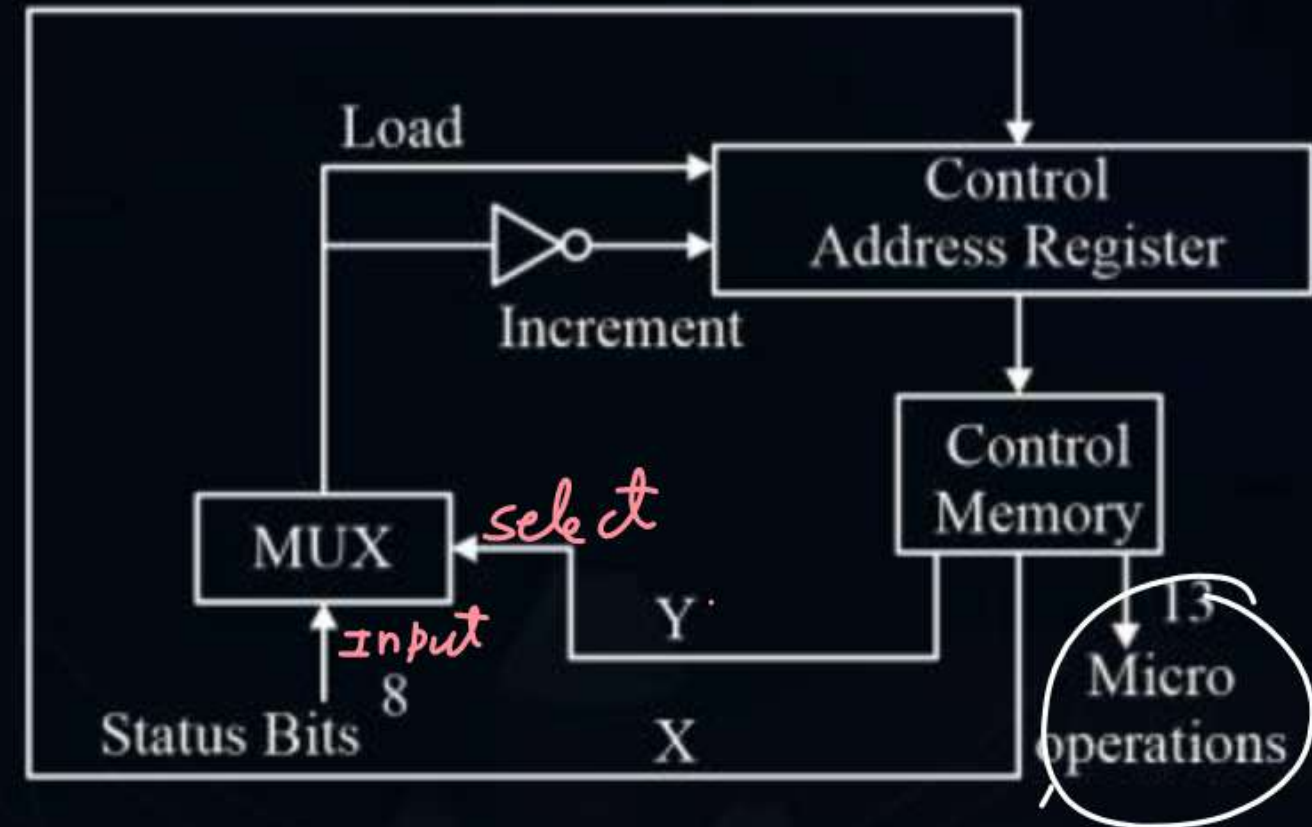 Load
Control
Address Register
Increment
Control
Memory
select
MUX
Input
Y
13
8
Status Bits
X
Micro
operations